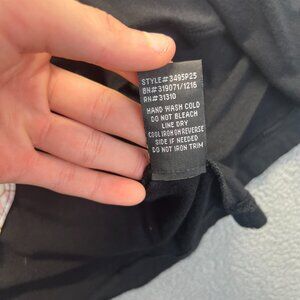 STYLE#3495P25
BN#319071/1216
RN#31310
HAND WASH COLD
DO NOT BLEACH
LINE DRY
COOL IRON ON REVERSE
SIDE IF NEEDED
DO NOT IRON TRIM